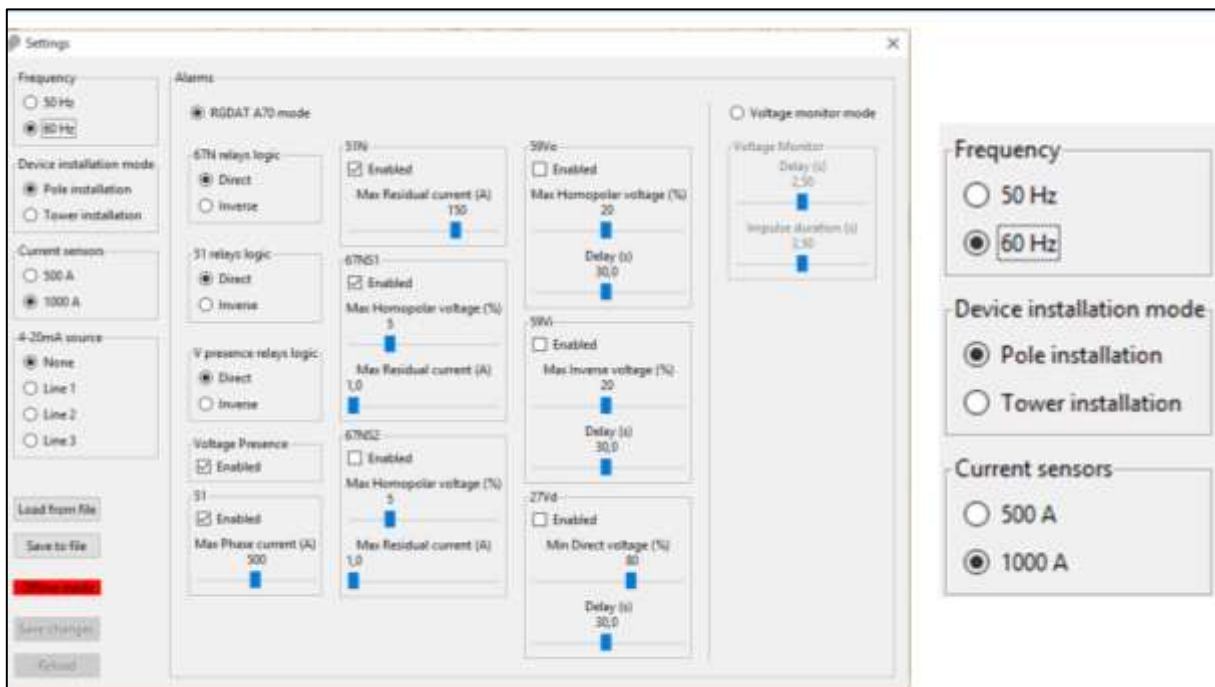 Settings
Frequency
50 Hz
60 Hz
Device installation mode
Pole installation
Tower installation
Current sensors
500 A
1000 A
4-20mA source
None
Line 1
Line 2
Line 3
Load from file
Save to file
Save changes
Reload
Alarms
RGDAT A70 mode
67N relays logic
Direct
Inverse
51 relays logic
Direct
Inverse
V presence relays logic
Direct
Inverse
Voltage Presence
Enabled
51
Enabled
Max Phase current (A)
500
51N
Enabled
Max Residual current (A)
150
67NS1
Enabled
Max Homopolar voltage (%)
5
Max Residual current (A)
1,0
67NS2
Enabled
Max Homopolar voltage (%)
5
Max Residual current (A)
1,0
59Vo
Enabled
Max Homopolar voltage (%)
20
Delay (s)
30,0
59Vi
Enabled
Max Inverse voltage (%)
20
Delay (s)
30,0
27Vd
Enabled
Min Direct voltage (%)
80
Delay (s)
30,0
Voltage monitor mode
Voltage Monitor
Delay (s)
2,50
Impulse duration (s)
2,50
Frequency
50 Hz
60 Hz
Device installation mode
Pole installation
Tower installation
Current sensors
500 A
1000 A